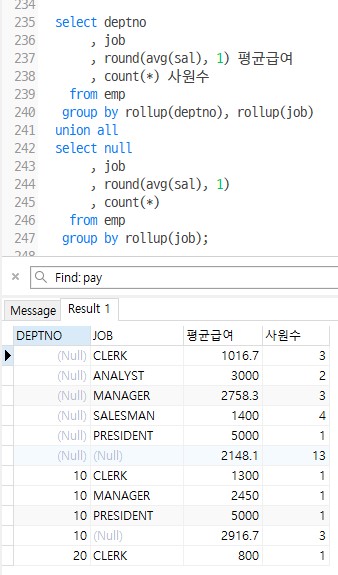 234
235 select deptno
236 , job
237 , round(avg(sal), 1) 평균급여
238 , count(*) 사원수
239 from emp
240 group by rollup(deptno), rollup(job)
241 union all
242 select null
243 , job
244 , round(avg(sal), 1)
245 , count(*)
246 from emp
247 group by rollup(job);
248
× Find: pay
Message Result 1
DEPTNO JOB 평균급여 사원수
(Null) CLERK 1016.7 3
(Null) ANALYST 3000 2
(Null) MANAGER 2758.3 3
(Null) SALESMAN 1400 4
(Null) PRESIDENT 5000 1
(Null) (Null) 2148.1 13
10 CLERK 1300 1
10 MANAGER 2450 1
10 PRESIDENT 5000 1
10 (Null) 2916.7 3
20 CLERK 800 1